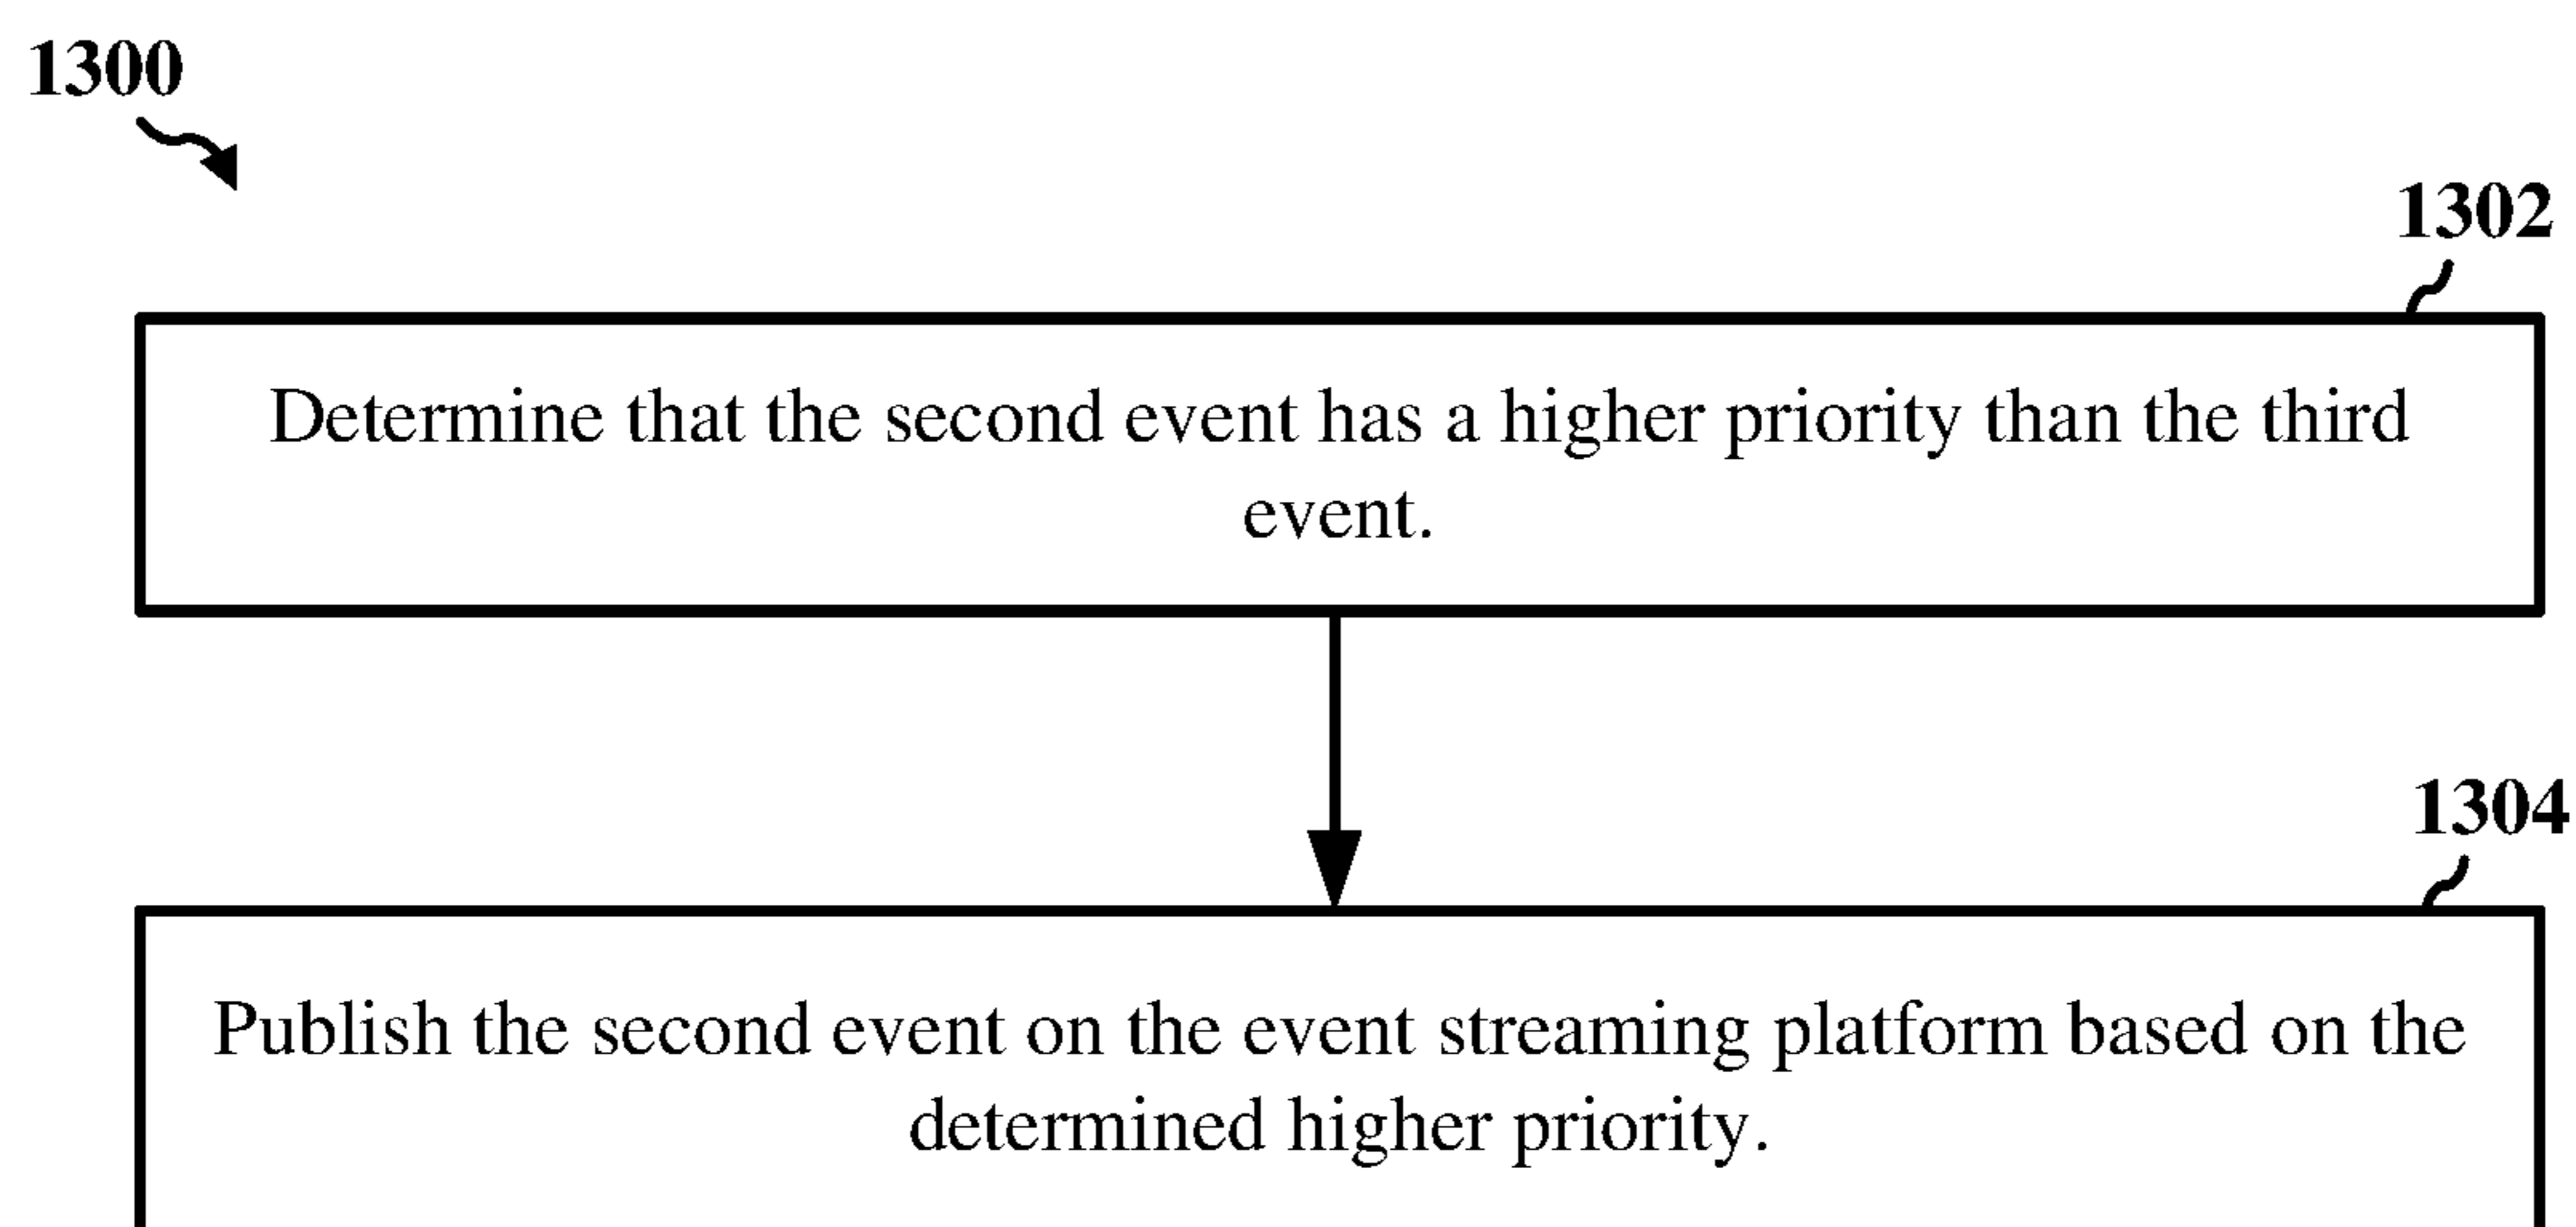 1300
1302
Determine that the second event has a higher priority than the third
event.
1304
Publish the second event on the event streaming platform based on the
determined higher priority.